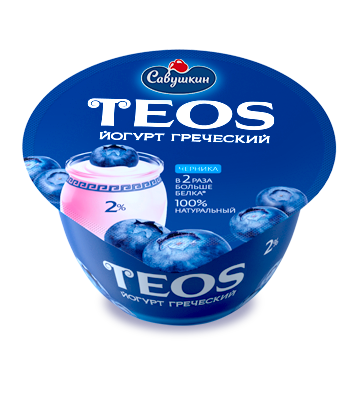 Савушкин
TEOS
ЙОГУРТ ГРЕЧЕСКИЙ
ЧЕРНИКА
В 2 РАЗА
БОЛЬШЕ
БЕЛКА*
100%
НАТУРАЛЬНЫЙ
2%
TEOS
ЙОГУРТ ГРЕЧЕСКИЙ
2%